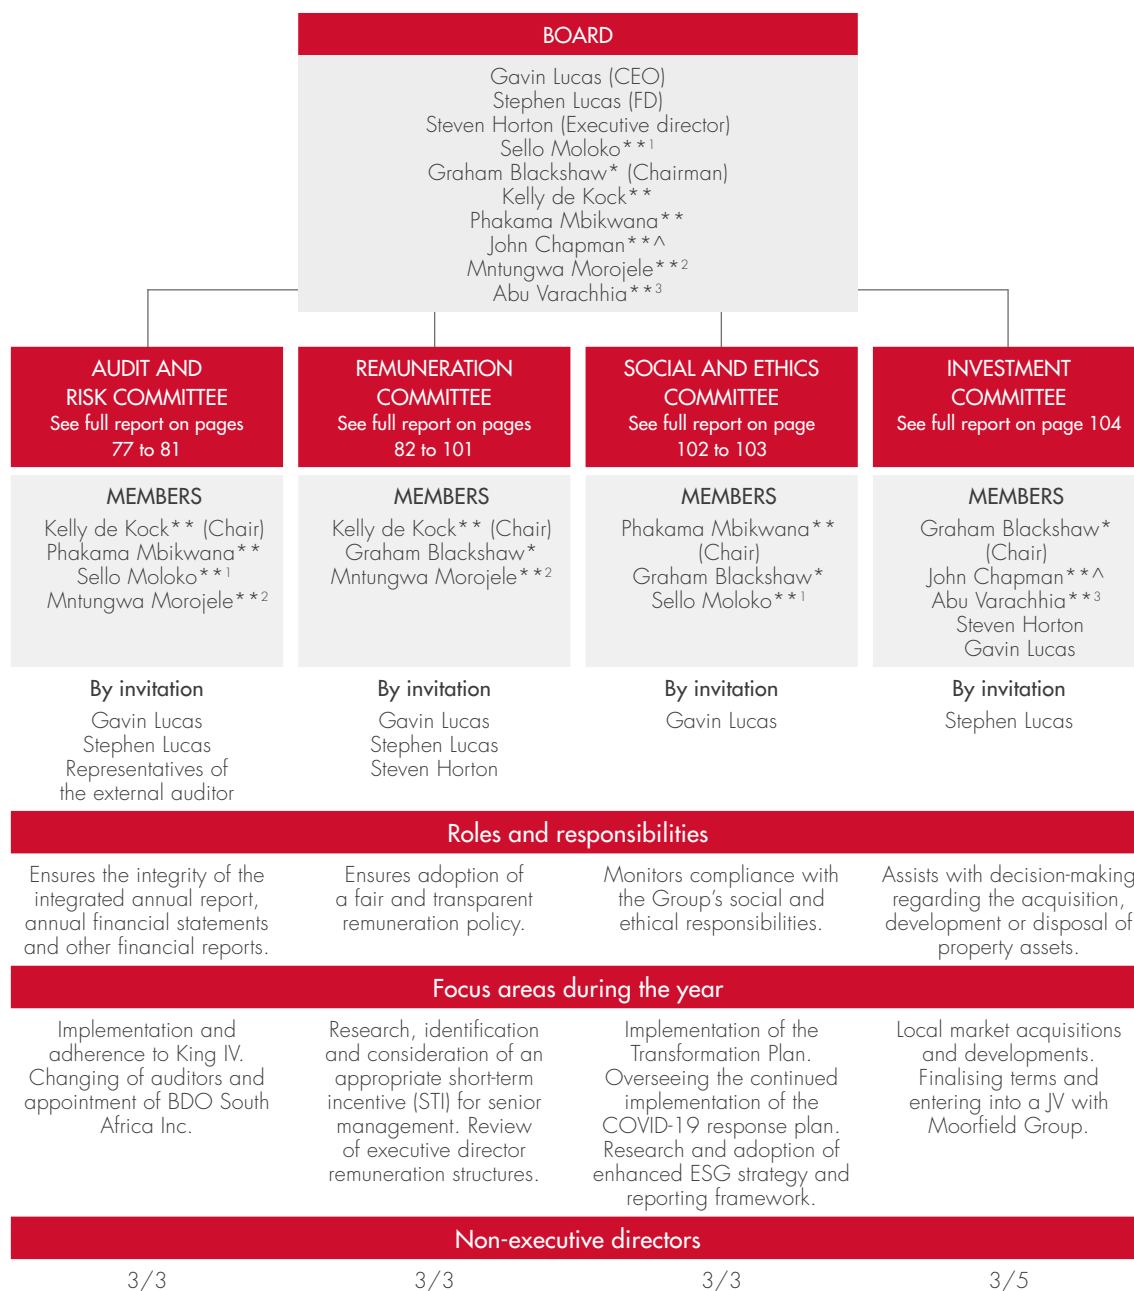 BOARD
Gavin Lucas (CEO)
Stephen Lucas (FD)
Steven Horton (Executive director)
Sello Moloko**1
Graham Blackshaw* (Chairman)
Kelly de Kock**
Phakama Mbikwana**
John Chapman**^
Mntungwa Morojele**2
Abu Varachhia**3
AUDIT AND
RISK COMMITTEE
See full report on pages
77 to 81
MEMBERS
Kelly de Kock** (Chair)
Phakama Mbikwana**
Sello Moloko**1
Mntungwa Morojele**2
By invitation
Gavin Lucas
Stephen Lucas
Representatives of
the external auditor
REMUNERATION
COMMITTEE
See full report on pages
82 to 101
MEMBERS
Kelly de Kock** (Chair)
Graham Blackshaw*
Mntungwa Morojele**2
By invitation
Gavin Lucas
Stephen Lucas
Steven Horton
SOCIAL AND ETHICS
COMMITTEE
See full report on page
102 to 103
MEMBERS
Phakama Mbikwana**
(Chair)
Graham Blackshaw*
Sello Moloko**1
By invitation
Gavin Lucas
INVESTMENT
COMMITTEE
See full report on page 104
MEMBERS
Graham Blackshaw*
(Chair)
John Chapman**^
Abu Varachhia**3
Steven Horton
Gavin Lucas
By invitation
Stephen Lucas
Roles and responsibilities
Ensures the integrity of the
integrated annual report,
annual financial statements
and other financial reports.
Ensures adoption of
a fair and transparent
remuneration policy.
Monitors compliance with
the Group's social and
ethical responsibilities.
Assists with decision-making
regarding the acquisition,
development or disposal of
property assets.
Focus areas during the year
Implementation and
adherence to King IV.
Changing of auditors and
appointment of BDO South
Africa Inc.
Research, identification
and consideration of an
appropriate short-term
incentive (STI) for senior
management. Review
of executive director
remuneration structures.
Implementation of the
Transformation Plan.
Overseeing the continued
implementation of the
COVID-19 response plan.
Research and adoption of
enhanced ESG strategy and
reporting framework.
Local market acquisitions
and developments.
Finalising terms and
entering into a JV with
Moorfield Group.
Non-executive directors
3/3
3/3
3/3
3/5